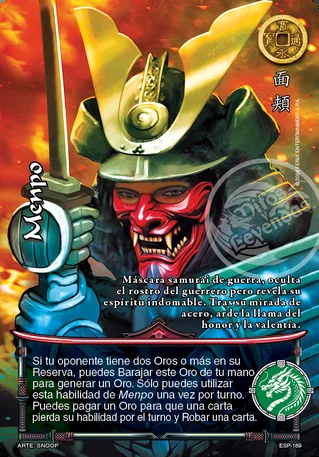 面
頬
Menpo
Máscara samurai de guerra, oculta
el rostro del guerrero pero revela su
espíritu indomable. Tras su mirada de
acero, arde la llama del
honor y la valentía.
Si tu oponente tiene dos Oros o más en su
Reserva, puedes Barajar este Oro de tu mano
para generar un Oro. Sólo puedes utilizar
esta habilidad de Menpo una vez por turno.
Puedes pagar un Oro para que una carta
pierda su habilidad por el turno y Robar una carta.
ARTE: SNOOP
ESP-189